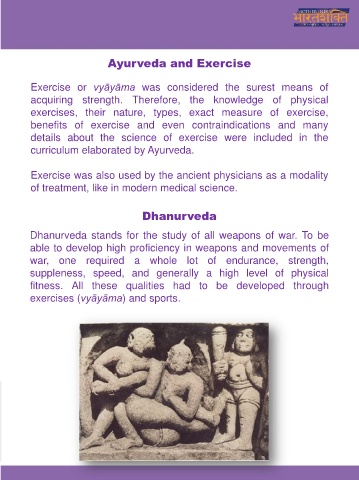 भारतशक्ति
Ayurveda and Exercise
Exercise or vyāyāma was considered the surest means of
acquiring strength. Therefore, the knowledge of physical
exercises, their nature, types, exact measure of exercise,
benefits of exercise and even contraindications and many
details about the science of exercise were included in the
curriculum elaborated by Ayurveda.
Exercise was also used by the ancient physicians as a modality
of treatment, like in modern medical science.
Dhanurveda
Dhanurveda stands for the study of all weapons of war. To be
able to develop high proficiency in weapons and movements of
war, one required a whole lot of endurance, strength,
suppleness, speed, and generally a high level of physical
fitness. All these qualities had to be developed through
exercises (vyāyāma) and sports.